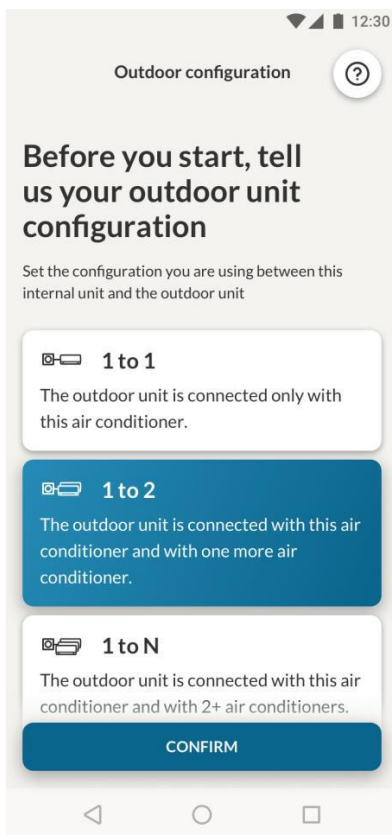 12:30
Outdoor configuration
Before you start, tell
us your outdoor unit
configuration
Set the configuration you are using between this
internal unit and the outdoor unit
1 to 1
The outdoor unit is connected only with
this air conditioner.
1 to 2
The outdoor unit is connected with this air
conditioner and with one more air
conditioner.
1 to N
The outdoor unit is connected with this air
conditioner and with 2+ air conditioners.
CONFIRM